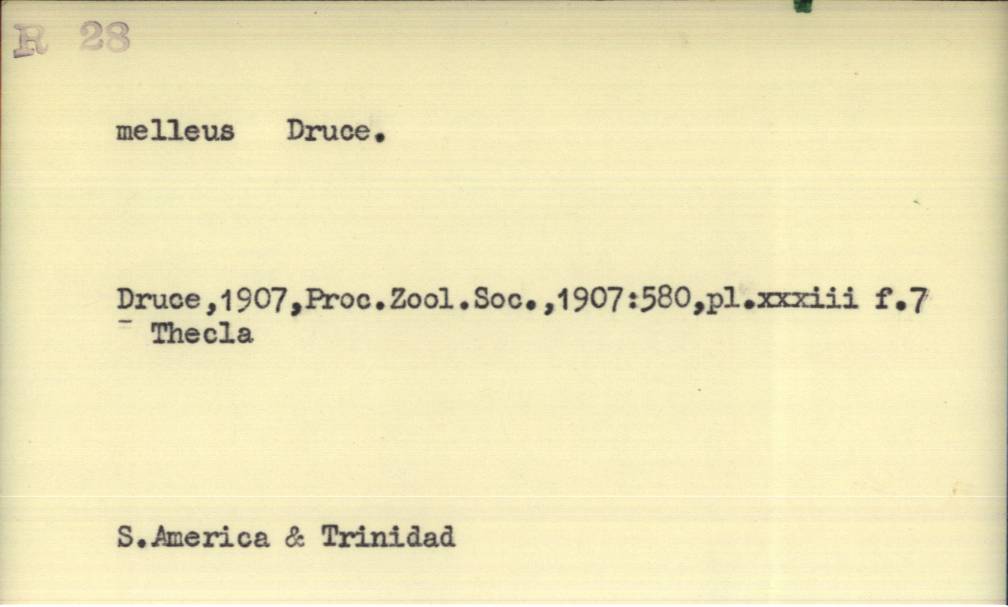 R 28
melleus Druce.
Druce,1907,Proc.Zool.Soc.,1907:580,pl.xxxiii f.7
Thecla
S.America & Trinidad